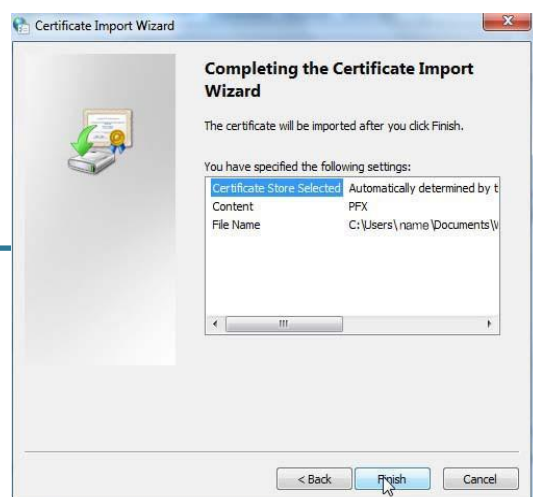 Certificate Import Wizard
Completing the Certificate Import
Wizard
The certificate will be imported after you click Finish.
You have specified the following settings:
Certificate Store Selected Automatically determined by t
Content PFX
File Name C:\Users\name\Documents\
< Back Finish Cancel